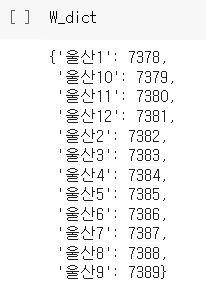 [ ] W_dict
{'울산1': 7378,
'울산10': 7379,
'울산11': 7380,
'울산12': 7381,
'울산2': 7382,
'울산3': 7383,
'울산4': 7384,
'울산5': 7385,
'울산6': 7386,
'울산7': 7387,
'울산8': 7388,
'울산9': 7389}